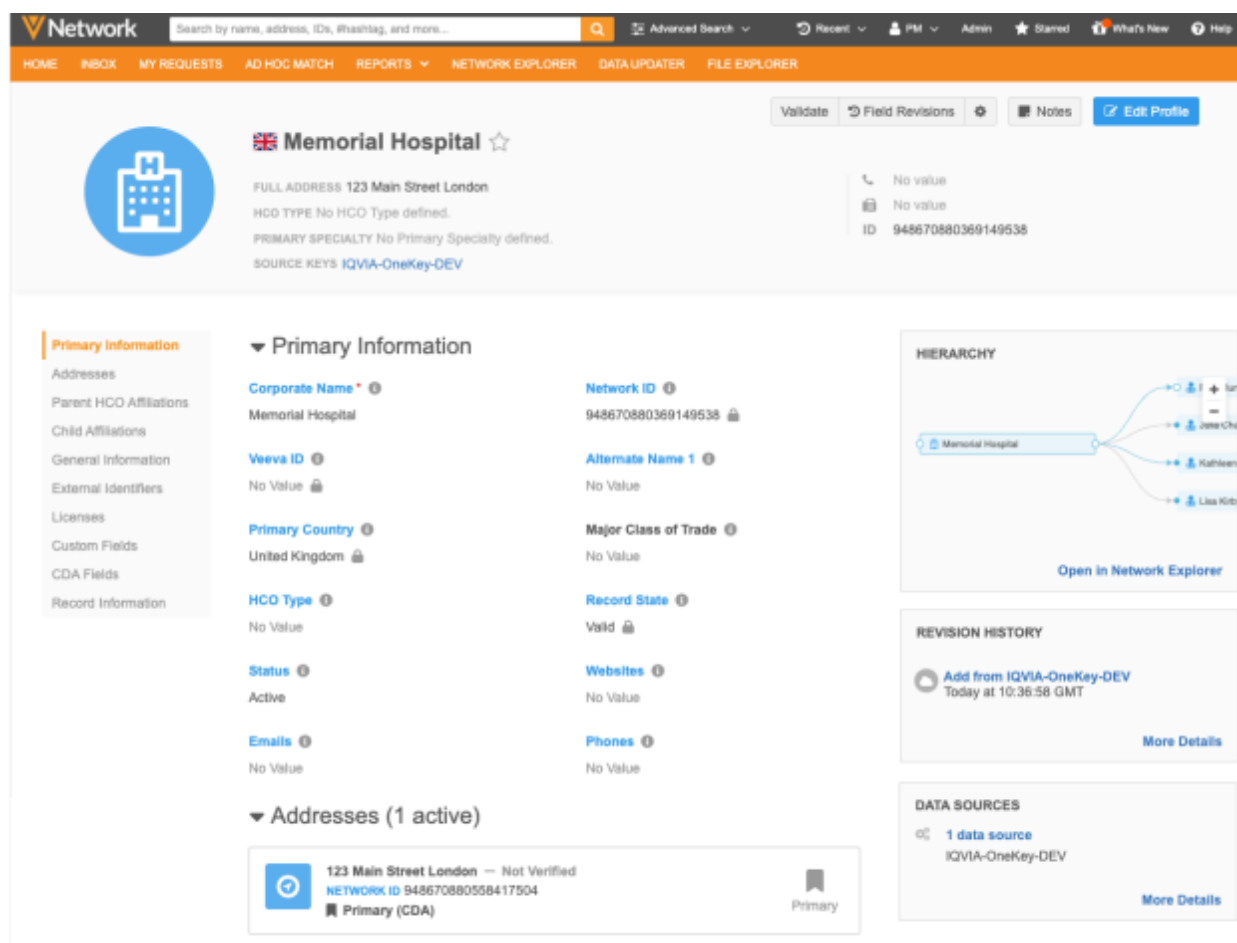 Network
Search by name, address, IDs, #hashtag, and more...
Advanced Search
Recent
PM
Admin
Starred
What's New
Help
HOME INBOX MY REQUESTS AD HOC MATCH REPORTS NETWORK EXPLORER DATA UPDATER FILE EXPLORER
Validate Field Revisions Notes Edit Profile
Memorial Hospital
FULL ADDRESS 123 Main Street London
HCO TYPE No HCO Type defined.
PRIMARY SPECIALTY No Primary Specialty defined.
SOURCE KEYS IQVIA-OneKey-DEV
No value
No value
ID 948670880369149538
Primary Information
Addresses
Parent HCO Affiliations
Child Affiliations
General Information
External Identifiers
Licenses
Custom Fields
CDA Fields
Record Information
Primary Information
Corporate Name *
Memorial Hospital
Network ID
948670880369149538
Veeva ID
No Value
Alternate Name 1
No Value
Primary Country
United Kingdom
Major Class of Trade
No Value
HCO Type
No Value
Record State
Valid
Status
Active
Websites
No Value
Emails
No Value
Phones
No Value
Addresses (1 active)
123 Main Street London — Not Verified
NETWORK ID 948670880558417504
Primary (CDA)
Primary
HIERARCHY
Memorial Hospital
Kathleen
Lisa
Open in Network Explorer
REVISION HISTORY
Add from IQVIA-OneKey-DEV
Today at 10:36:58 GMT
More Details
DATA SOURCES
1 data source
IQVIA-OneKey-DEV
More Details